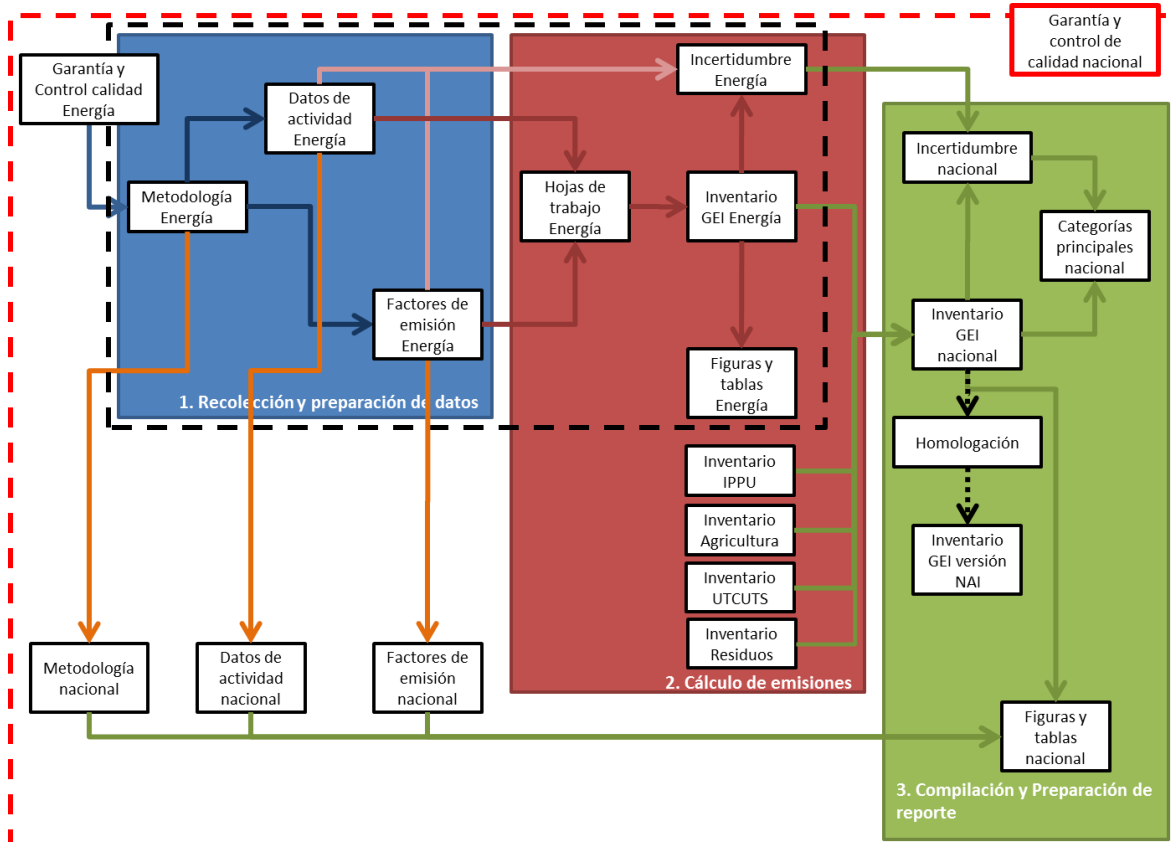 Garantía y
control de
calidad nacional
Garantía y
Control calidad
Energía
Datos de
actividad
Energía
Metodología
Energía
Factores de
emisión
Energía
1. Recolección y preparación de datos
Incertidumbre
Energía
Hojas de
trabajo
Energía
Inventario
GEI Energía
Figuras y
tablas
Energía
Inventario
IPPU
Inventario
Agricultura
Inventario
UTCUTS
Inventario
Residuos
2. Cálculo de emisiones
Incertidumbre
nacional
Categorías
principales
nacional
Inventario
GEI
nacional
Homologación
Inventario
GEI versión
NAI
Metodología
nacional
Datos de
actividad
nacional
Factores de
emisión
nacional
Figuras y
tablas
nacional
3. Compilación y Preparación de
reporte